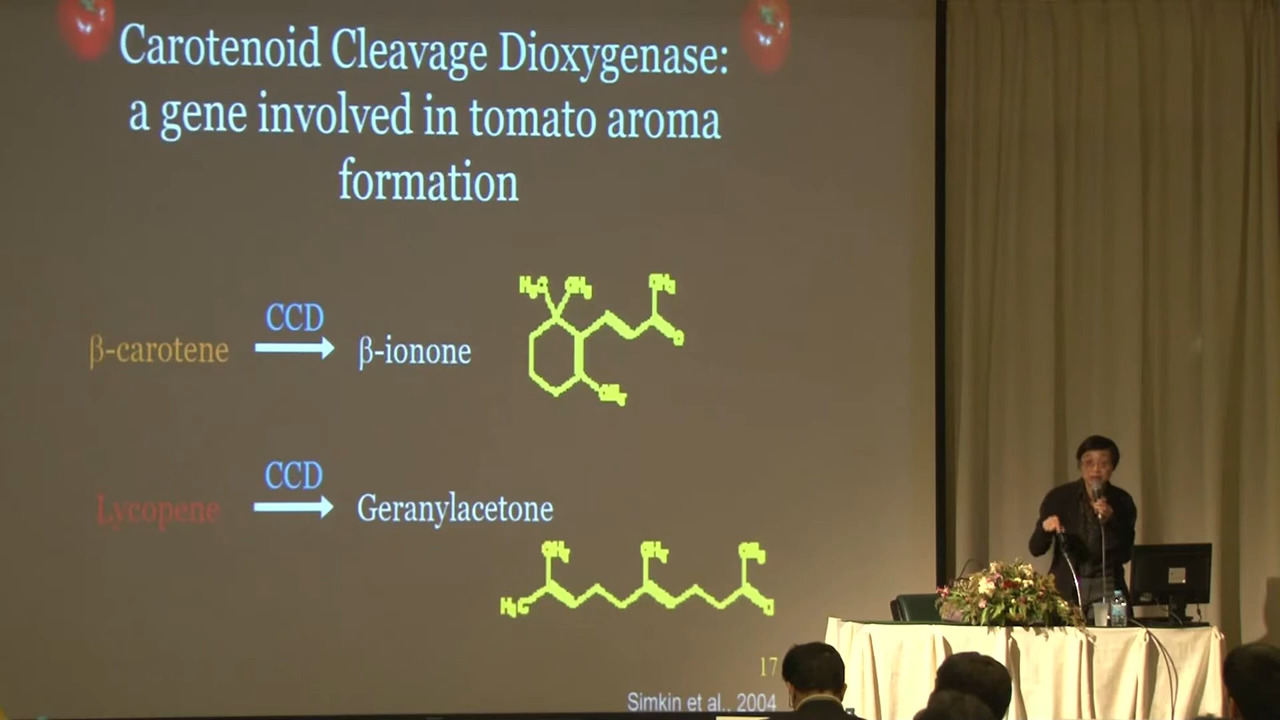 Carotenoid Cleavage Dioxygenase:
a gene involved in tomato aroma
formation
CCD
β-carotene
β-ionone
CCD
Lycopene
Geranylacetone
17
Simkin et al., 2004